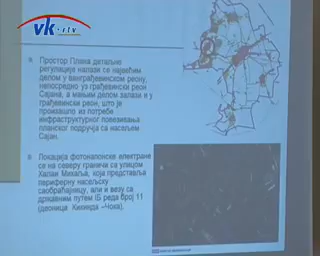 vk.rtv
Простор Плана детаљне
регулације налази се највећим
делом у ванграђевинском реону,
непосредно уз грађевински реон
Сајана, а мањим делом залази и у
грађевински реон, што је
произашло из потребе
инфраструктурног повезивања
планског подручја са насељем
Сајан.
Локација фотонапонске електране
се на северу граничи са улицом
Халаи Михаља, која представља
периферну насељску
саобраћајницу, али и везу са
државним путем IБ реда број 11
(деоница Кикинда –Чока).